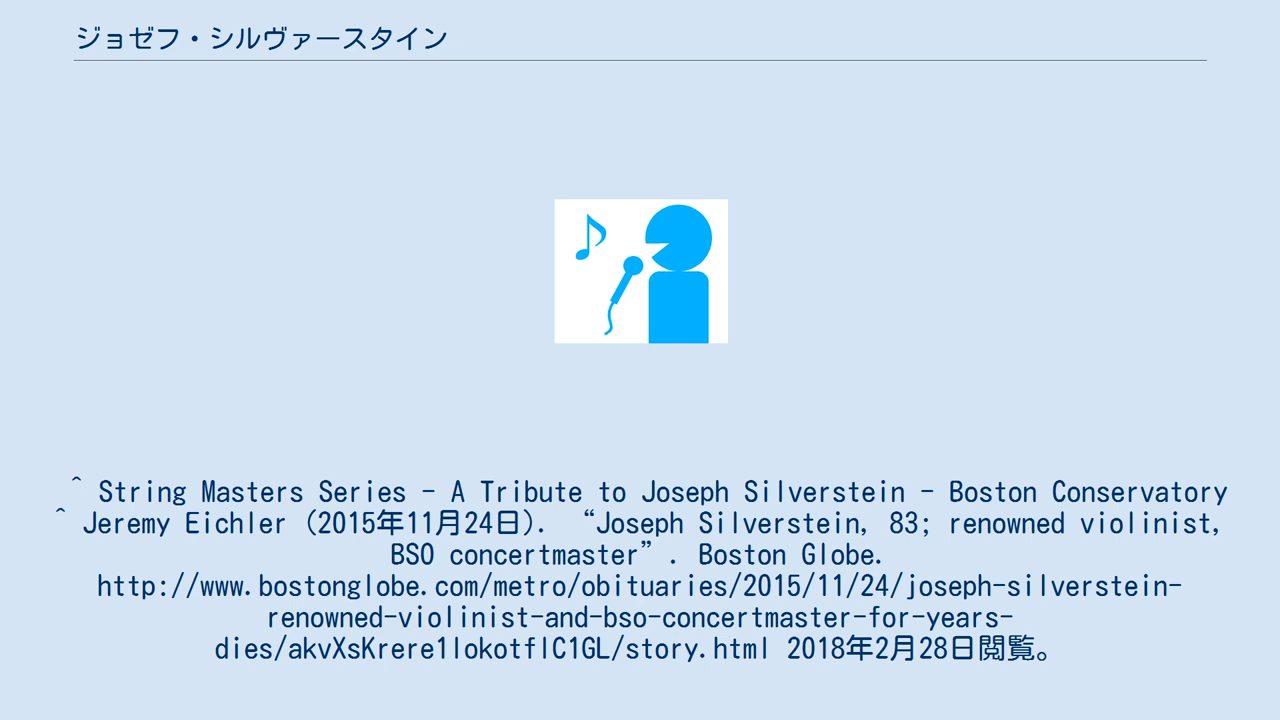 ジョゼフ・シルヴァースタイン
^ String Masters Series - A Tribute to Joseph Silverstein - Boston Conservatory
^ Jeremy Eichler (2015年11月24日). “Joseph Silverstein, 83; renowned violinist,
BSO concertmaster”. Boston Globe.
http://www.bostonglobe.com/metro/obituaries/2015/11/24/joseph-silverstein-
renowned-violinist-and-bso-concertmaster-for-years-
dies/akvXsKrere1lokotflC1GL/story.html 2018年2月28日閲覧。